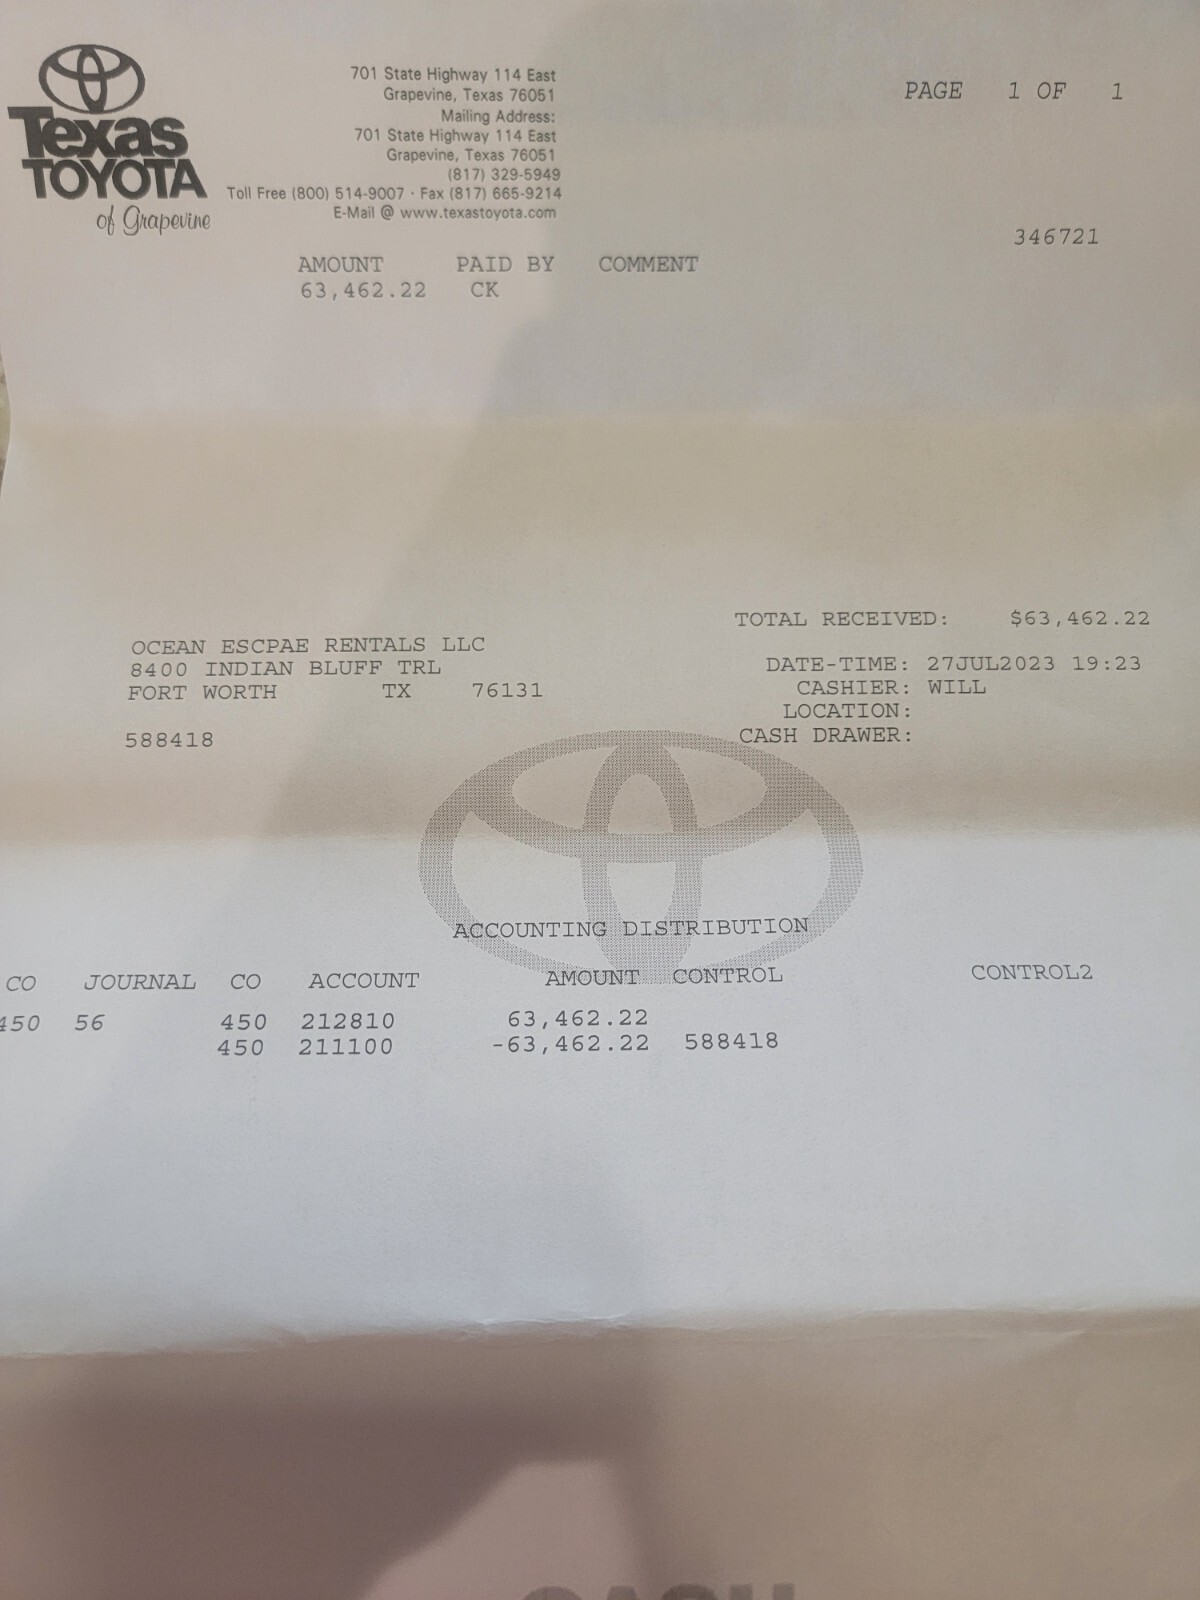 Texas
TOYOTA
of Grapevine
701 State Highway 114 East
Grapevine, Texas 76051
Mailing Address:
701 State Highway 114 East
Grapevine, Texas 76051
(817) 329-5949
Toll Free (800) 514-9007 · Fax (817) 665-9214
E-Mail @ www.texastoyota.com
PAGE 1 OF 1
346721
AMOUNT PAID BY COMMENT
63,462.22 CK
TOTAL RECEIVED: $63,462.22
OCEAN ESCPAE RENTALS LLC
8400 INDIAN BLUFF TRL
FORT WORTH TX 76131
588418
DATE-TIME: 27JUL2023 19:23
CASHIER: WILL
LOCATION:
CASH DRAWER:
ACCOUNTING DISTRIBUTION
CO JOURNAL CO ACCOUNT AMOUNT CONTROL CONTROL2
450 56 450 212810 63,462.22
450 211100 -63,462.22 588418
CASH